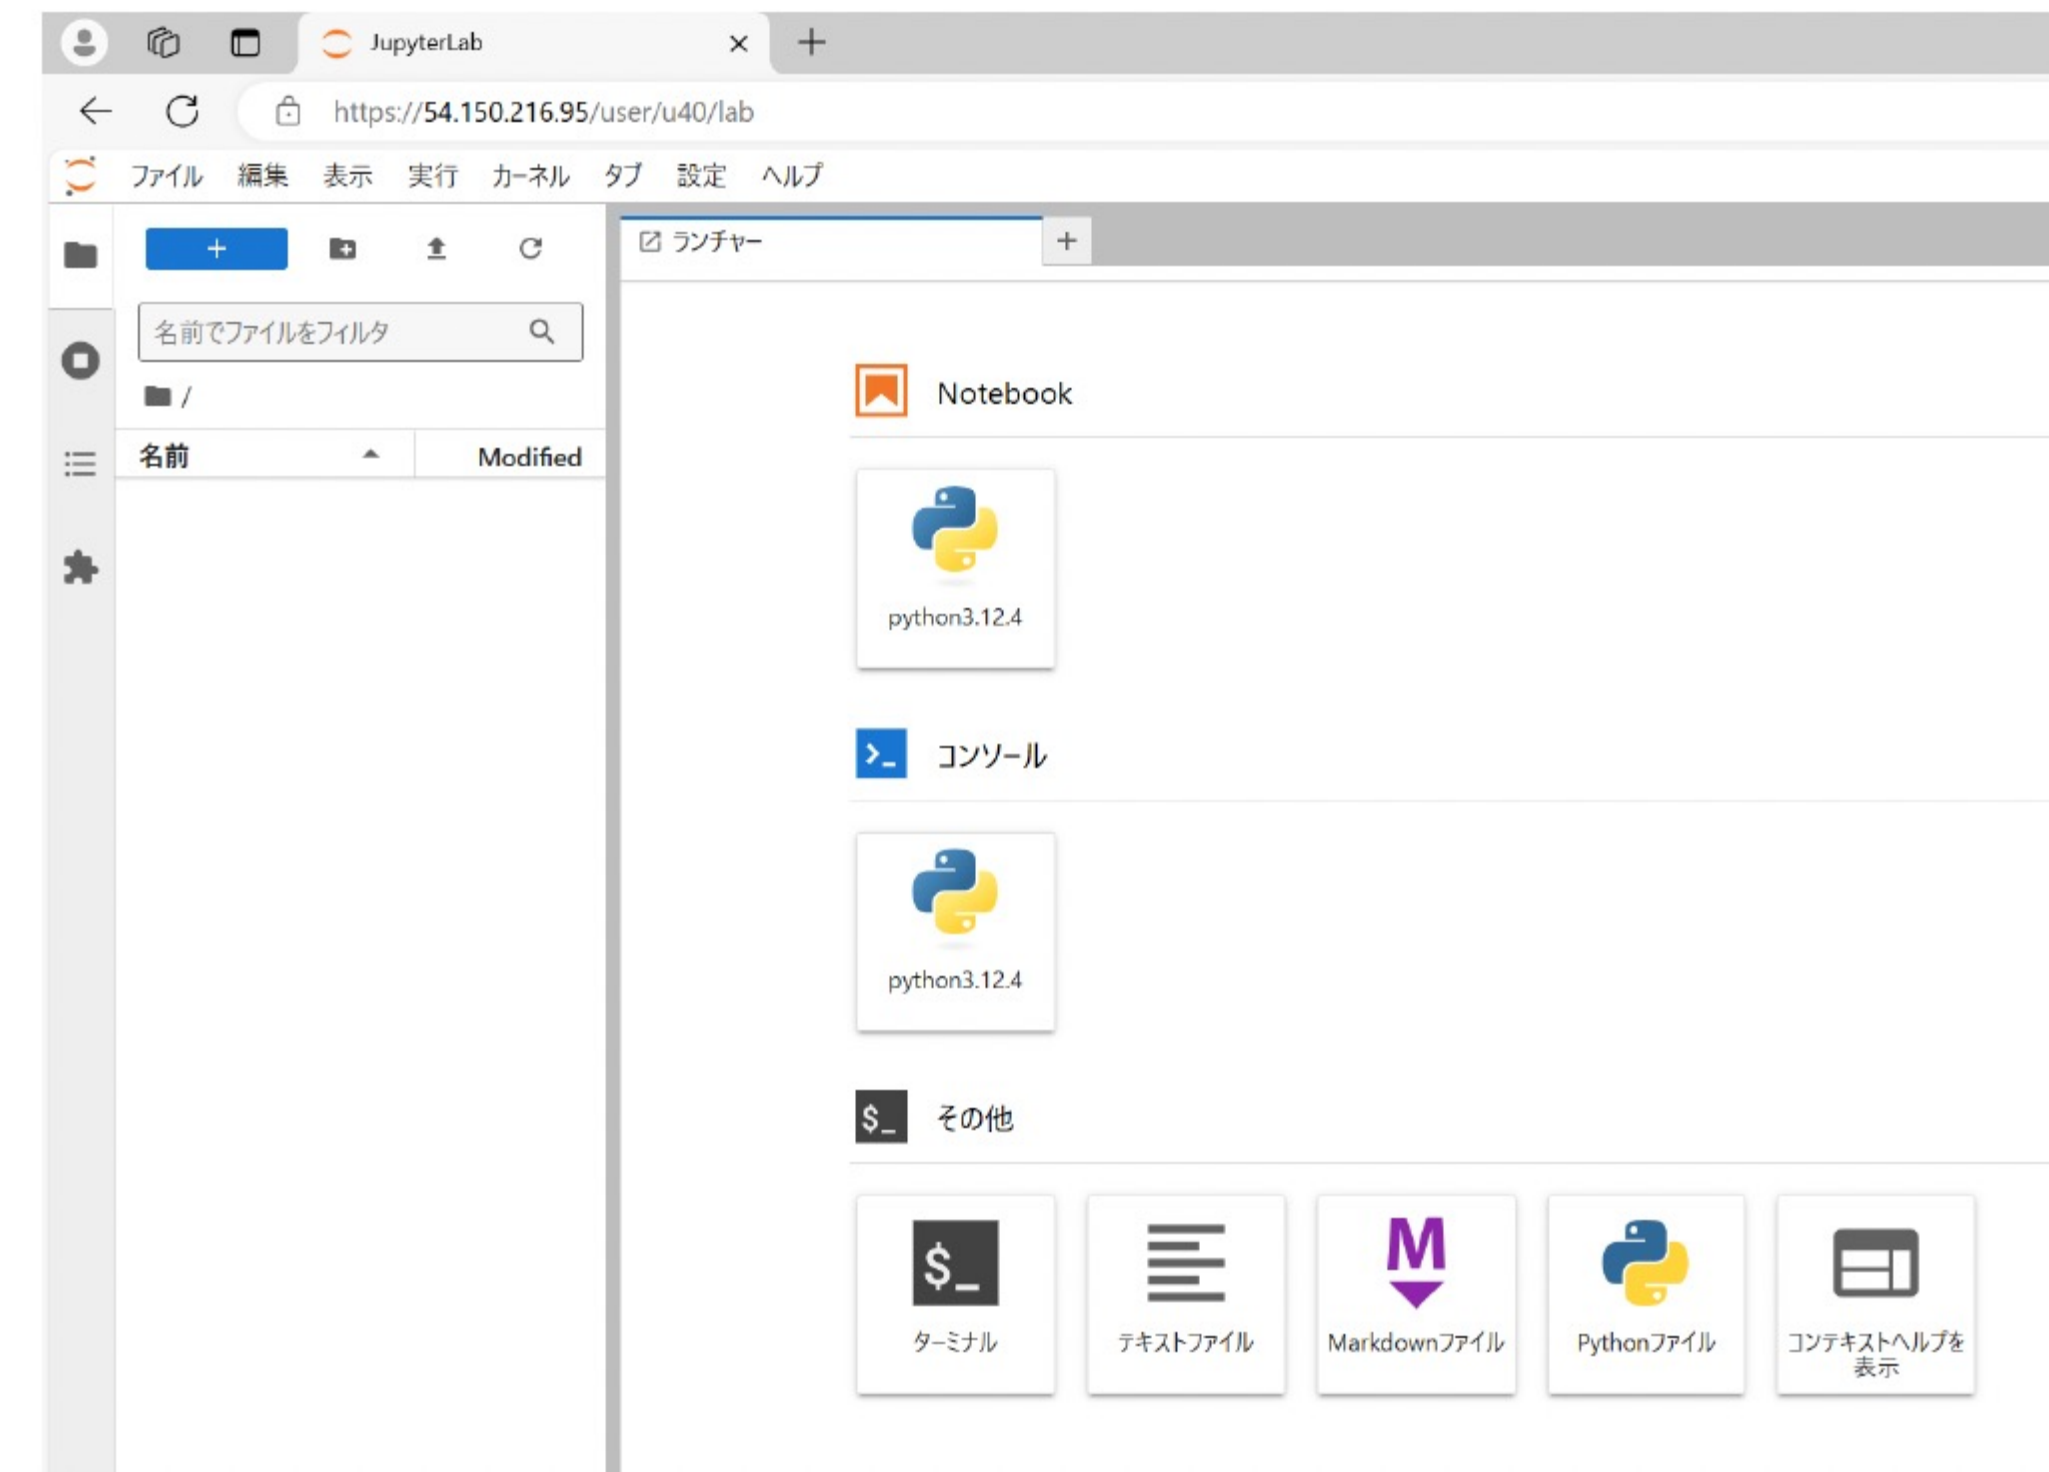 JupyterLab
https://54.150.216.95/user/u40/lab
ファイル 編集 表示 実行 カーネル タブ 設定 ヘルプ
ランチャー
名前でファイルをフィルタ
/
名前 Modified
Notebook
python3.12.4
コンソール
python3.12.4
$_ その他
$_
M
ターミナル テキストファイル Markdownファイル Pythonファイル コンテキストヘルプを
表示